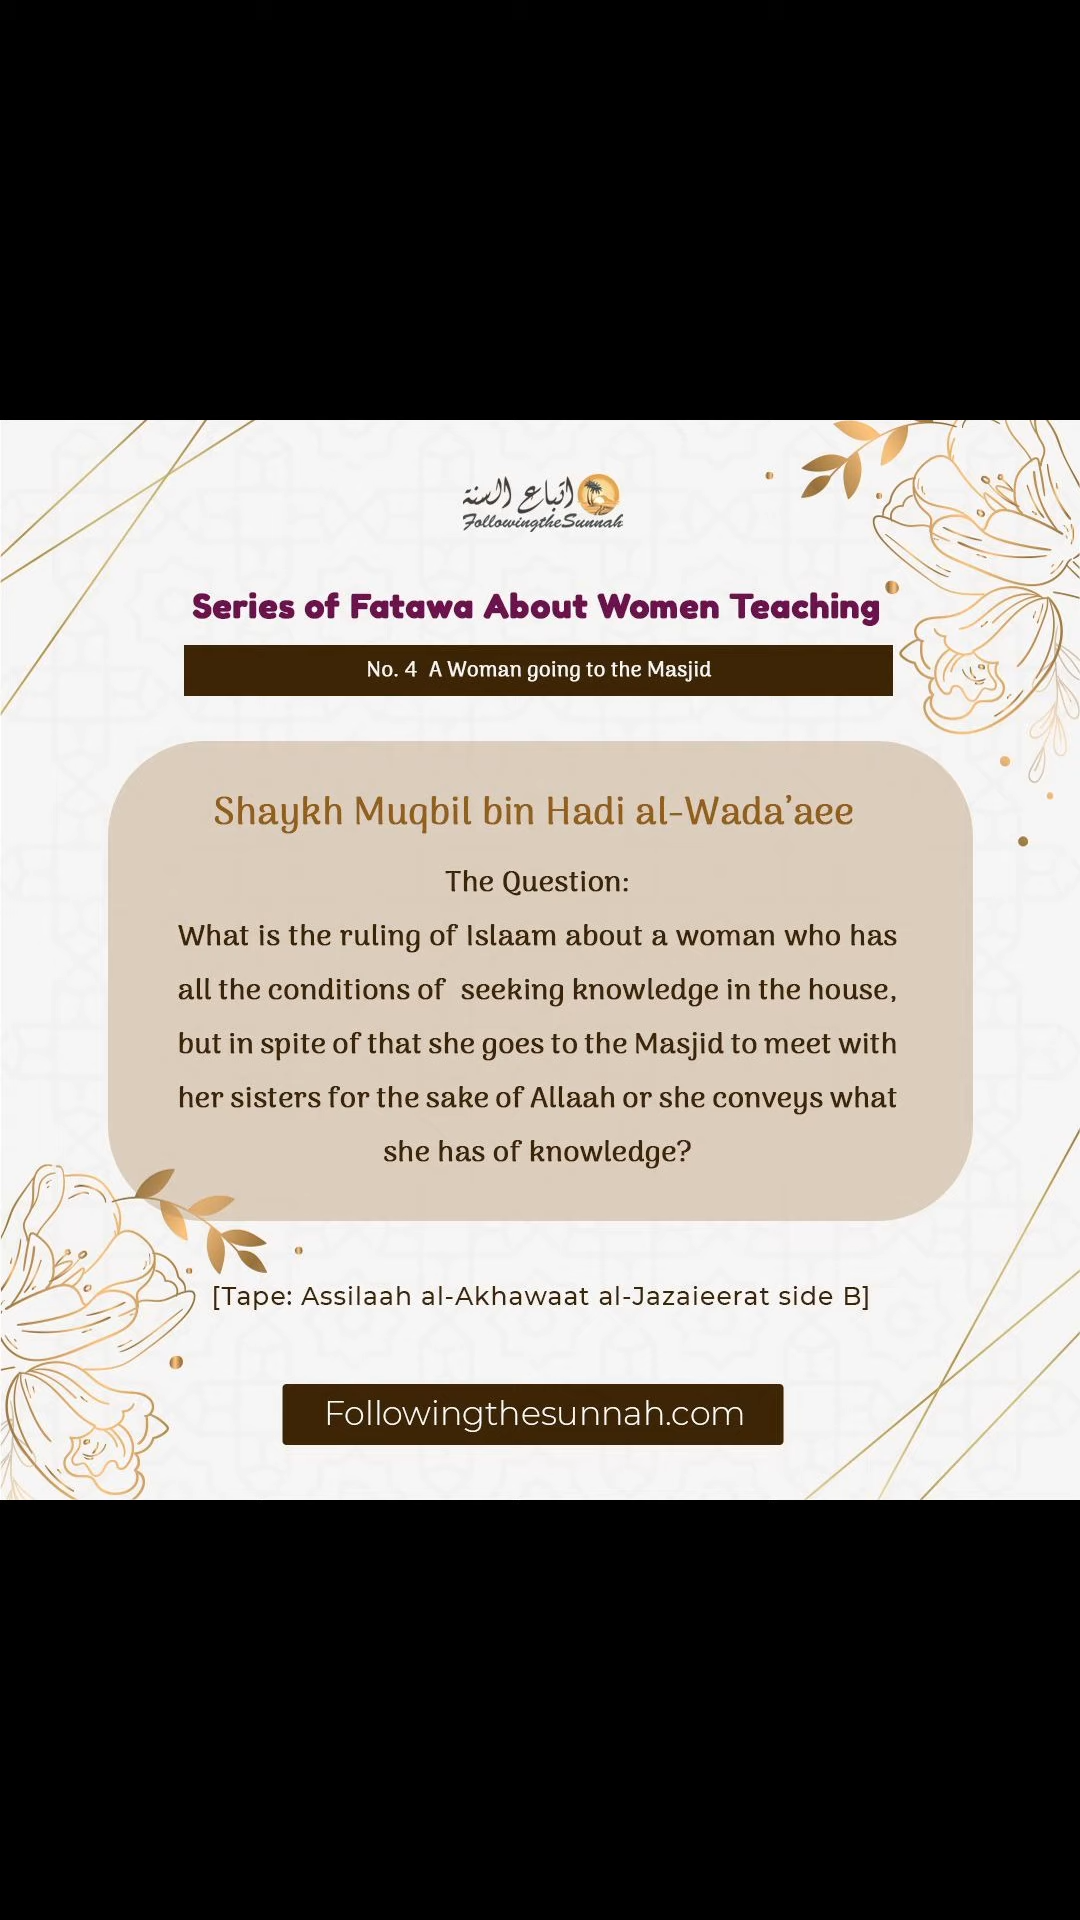 اتباع السنة
FollowingtheSunnah
Series of Fatawa About Women Teaching
No. 4  A Woman going to the Masjid
Shaykh Muqbil bin Hadi al-Wada’aee
The Question:
What is the ruling of Islaam about a woman who has
all the conditions of  seeking knowledge in the house,
but in spite of that she goes to the Masjid to meet with
her sisters for the sake of Allaah or she conveys what
she has of knowledge?
[Tape: Assilaah al-Akhawaat al-Jazaieerat side B]
Followingthesunnah.com